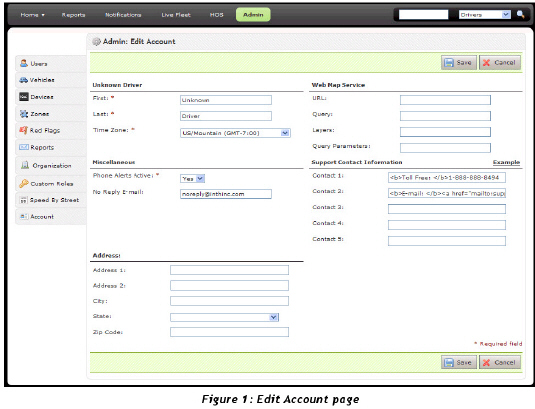 Home Reports Notifications Live Fleet HOS Admin Drivers
Admin: Edit Account
Users
Vehicles
Devices
Zones
Red Flags
Reports
Organization
Custom Roles
Speed By Street
Account
Save Cancel
Unknown Driver
First: * Unknown
Last: * Driver
Time Zone: * US/Mountain (GMT-7:00)
Web Map Service
URL:
Query:
Layers:
Query Parameters:
Miscellaneous
Phone Alerts Active: * Yes
No Reply E-mail: noreply@inthinc.com
Support Contact Information Example
Contact 1: <b>Toll Free: </b>1-888-888-8494
Contact 2: <b>E-mail: </b><a href="mailto:sup
Contact 3:
Contact 4:
Contact 5:
Address:
Address 1:
Address 2:
City:
State:
Zip Code:
* Required field
Save Cancel
Figure 1: Edit Account page